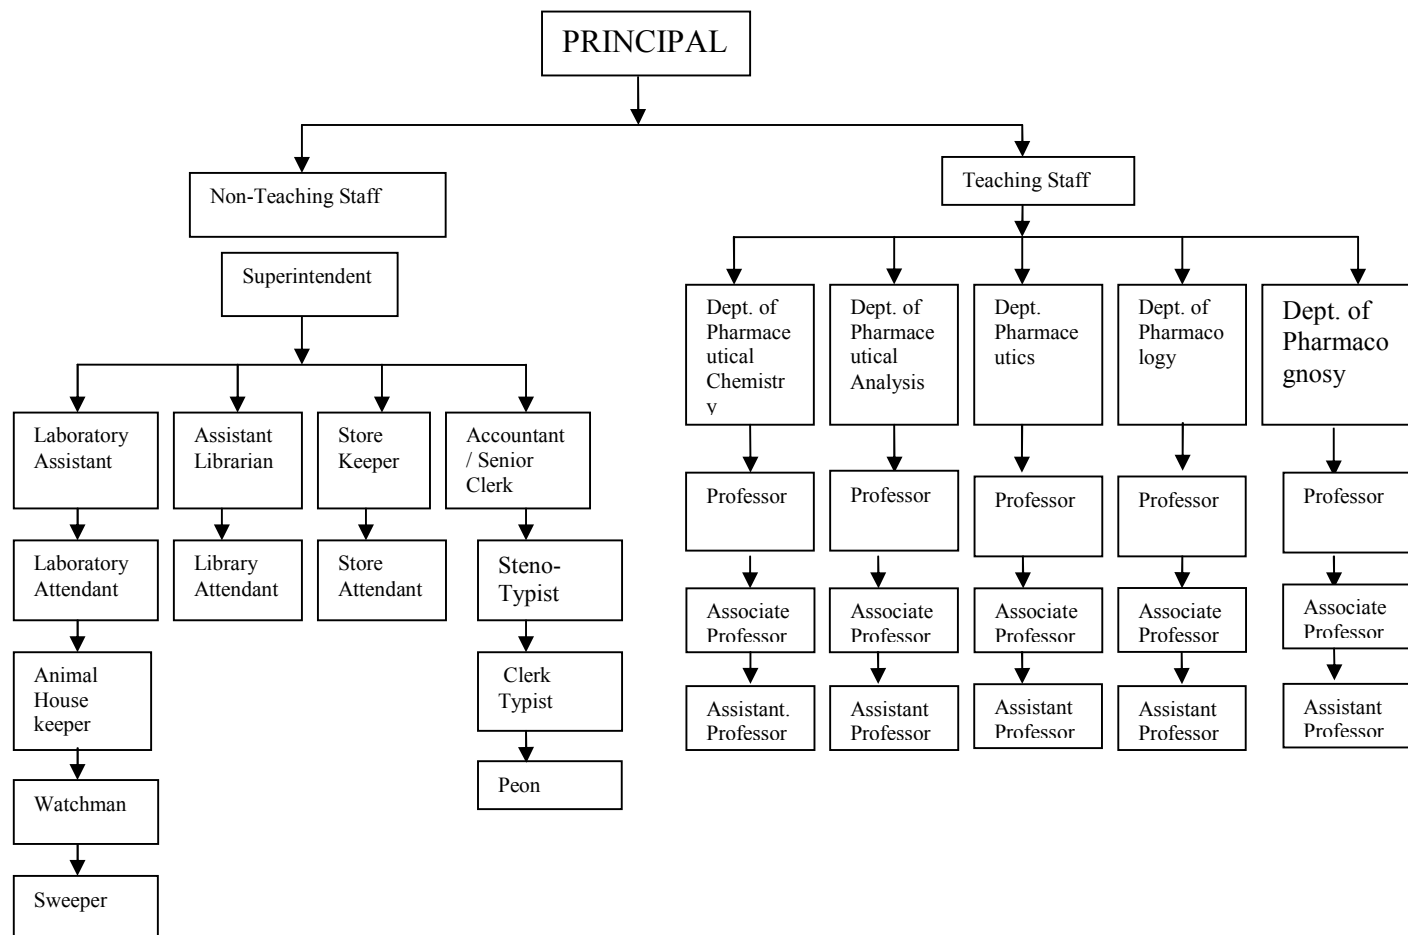 PRINCIPAL
Non-Teaching Staff
Teaching Staff
Superintendent
Dept. of
Pharmace
utical
Chemistr
y
Dept. of
Pharmace
utical
Analysis
Dept.
Pharmace
utics
Dept. of
Pharmaco
logy
Dept. of
Pharmaco
gnosy
Laboratory
Assistant
Assistant
Librarian
Store
Keeper
Accountant
/ Senior
Clerk
Professor
Professor
Professor
Professor
Professor
Laboratory
Attendant
Library
Attendant
Store
Attendant
Steno-
Typist
Associate
Professor
Associate
Professor
Associate
Professor
Associate
Professor
Associate
Professor
Animal
House
keeper
Clerk
Typist
Assistant.
Professor
Assistant
Professor
Assistant
Professor
Assistant
Professor
Assistant
Professor
Watchman
Peon
Sweeper